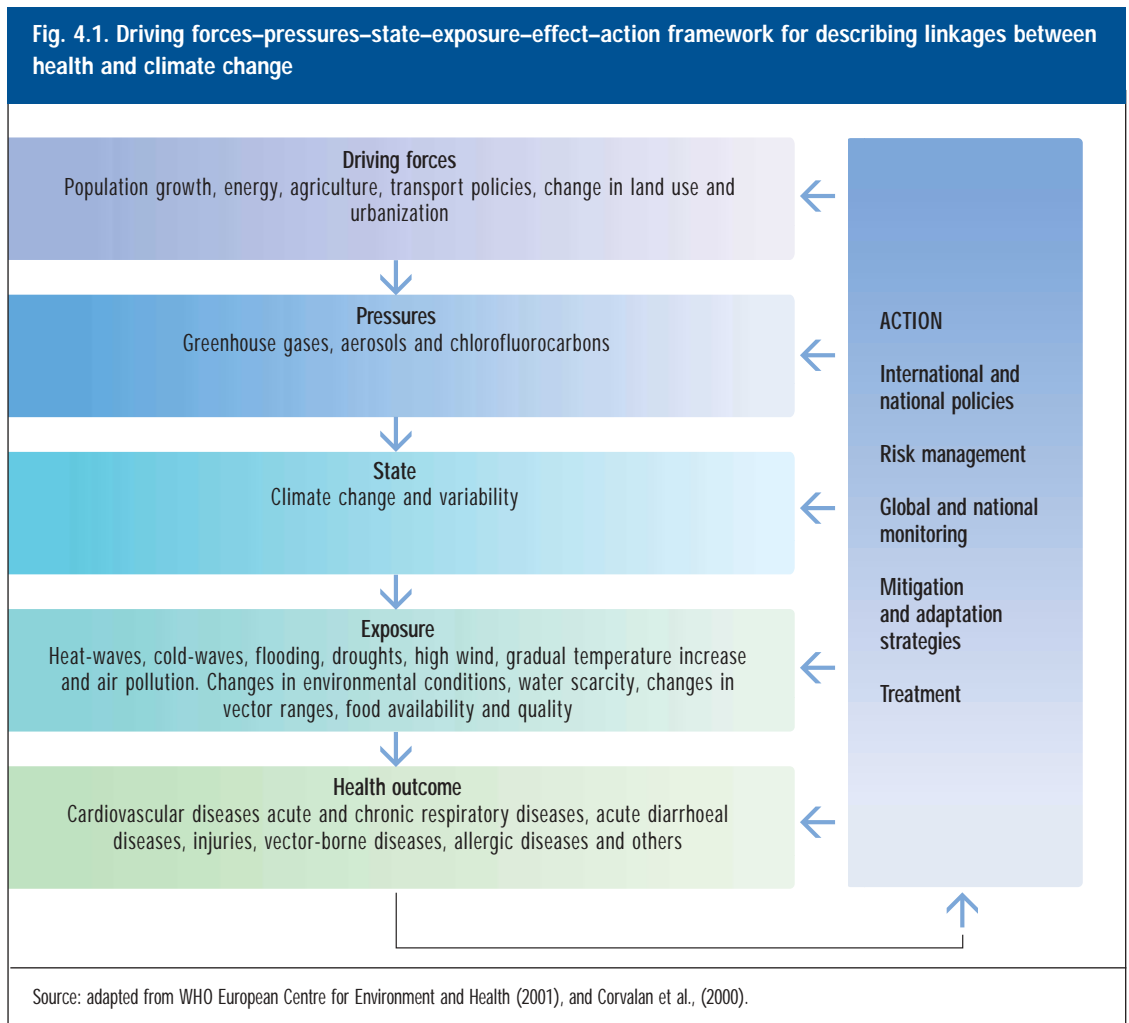 Fig. 4.1. Driving forces–pressures–state–exposure–effect–action framework for describing linkages between
health and climate change
Driving forces
Population growth, energy, agriculture, transport policies, change in land use and
urbanization
Pressures
Greenhouse gases, aerosols and chlorofluorocarbons
State
Climate change and variability
Exposure
Heat-waves, cold-waves, flooding, droughts, high wind, gradual temperature increase
and air pollution. Changes in environmental conditions, water scarcity, changes in
vector ranges, food availability and quality
Health outcome
Cardiovascular diseases acute and chronic respiratory diseases, acute diarrhoeal
diseases, injuries, vector-borne diseases, allergic diseases and others
ACTION
International and
national policies
Risk management
Global and national
monitoring
Mitigation
and adaptation
strategies
Treatment
Source: adapted from WHO European Centre for Environment and Health (2001), and Corvalan et al., (2000).